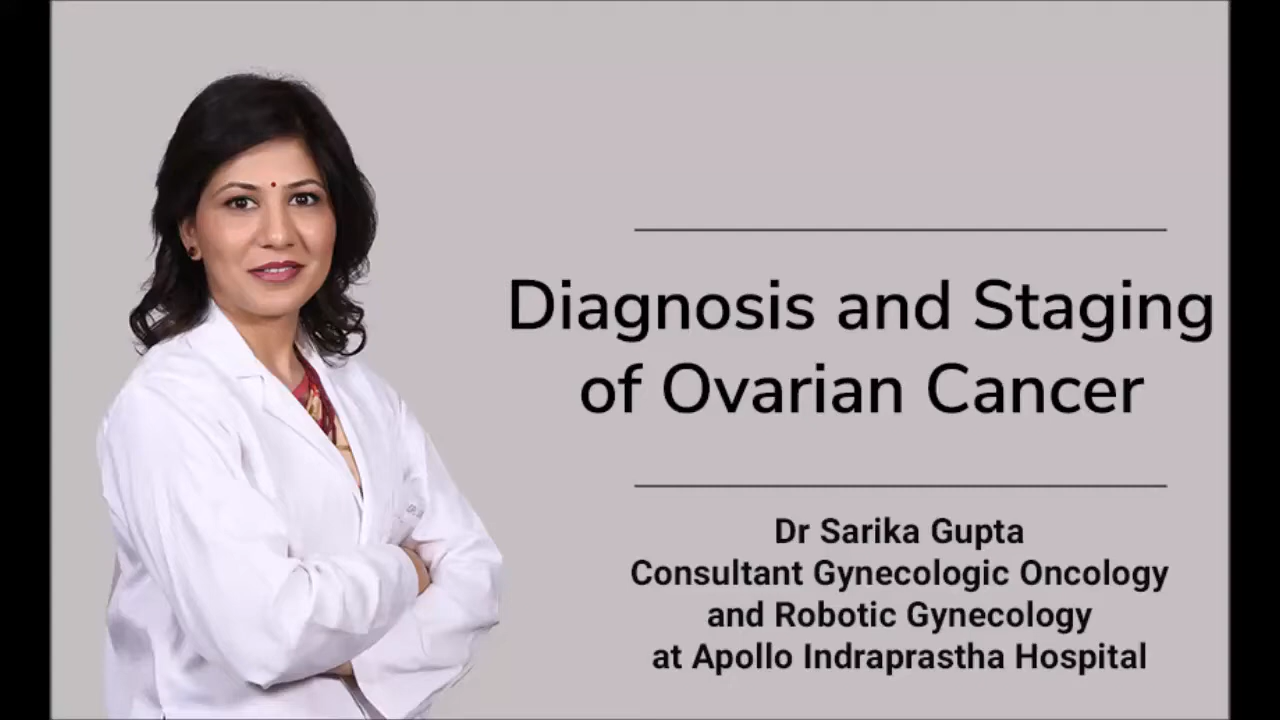 Diagnosis and Staging
of Ovarian Cancer
Dr Sarika Gupta
Consultant Gynecologic Oncology
and Robotic Gynecology
at Apollo Indraprastha Hospital